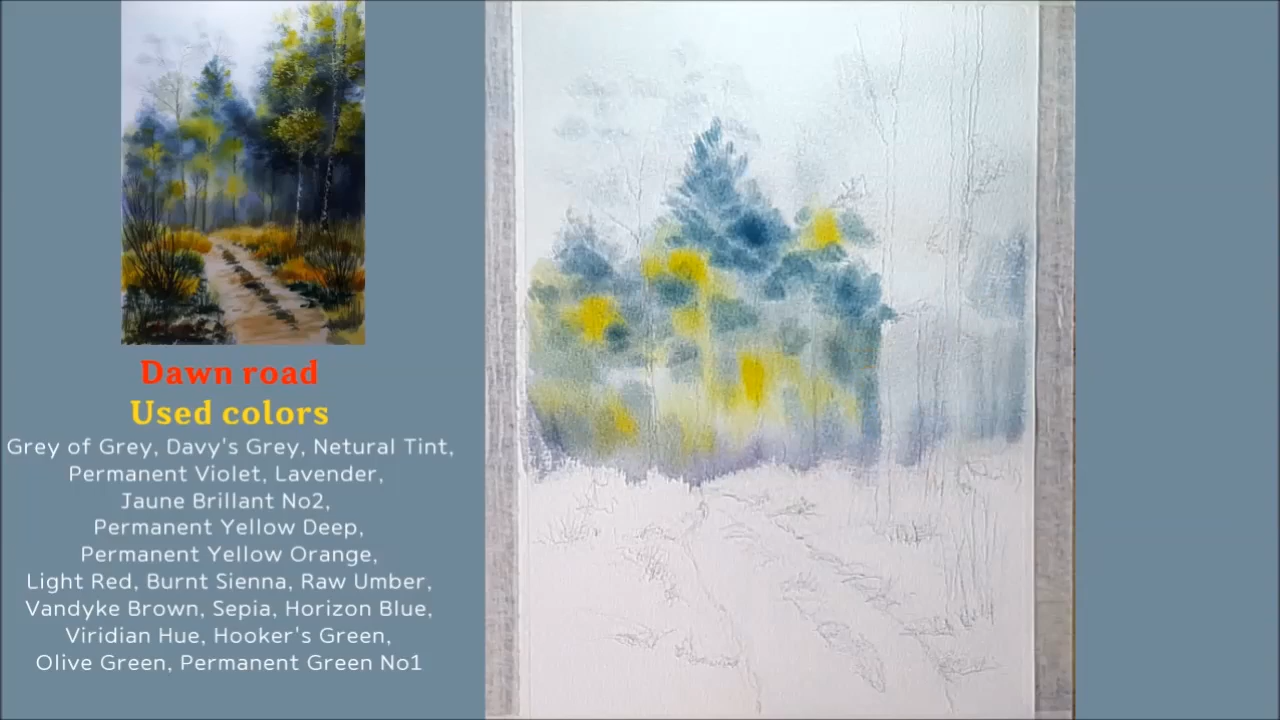 Dawn road
Used colors
Grey of Grey, Davy's Grey, Netural Tint,
Permanent Violet, Lavender,
Jaune Brillant No2,
Permanent Yellow Deep,
Permanent Yellow Orange,
Light Red, Burnt Sienna, Raw Umber,
Vandyke Brown, Sepia, Horizon Blue,
Viridian Hue, Hooker's Green,
Olive Green, Permanent Green No1